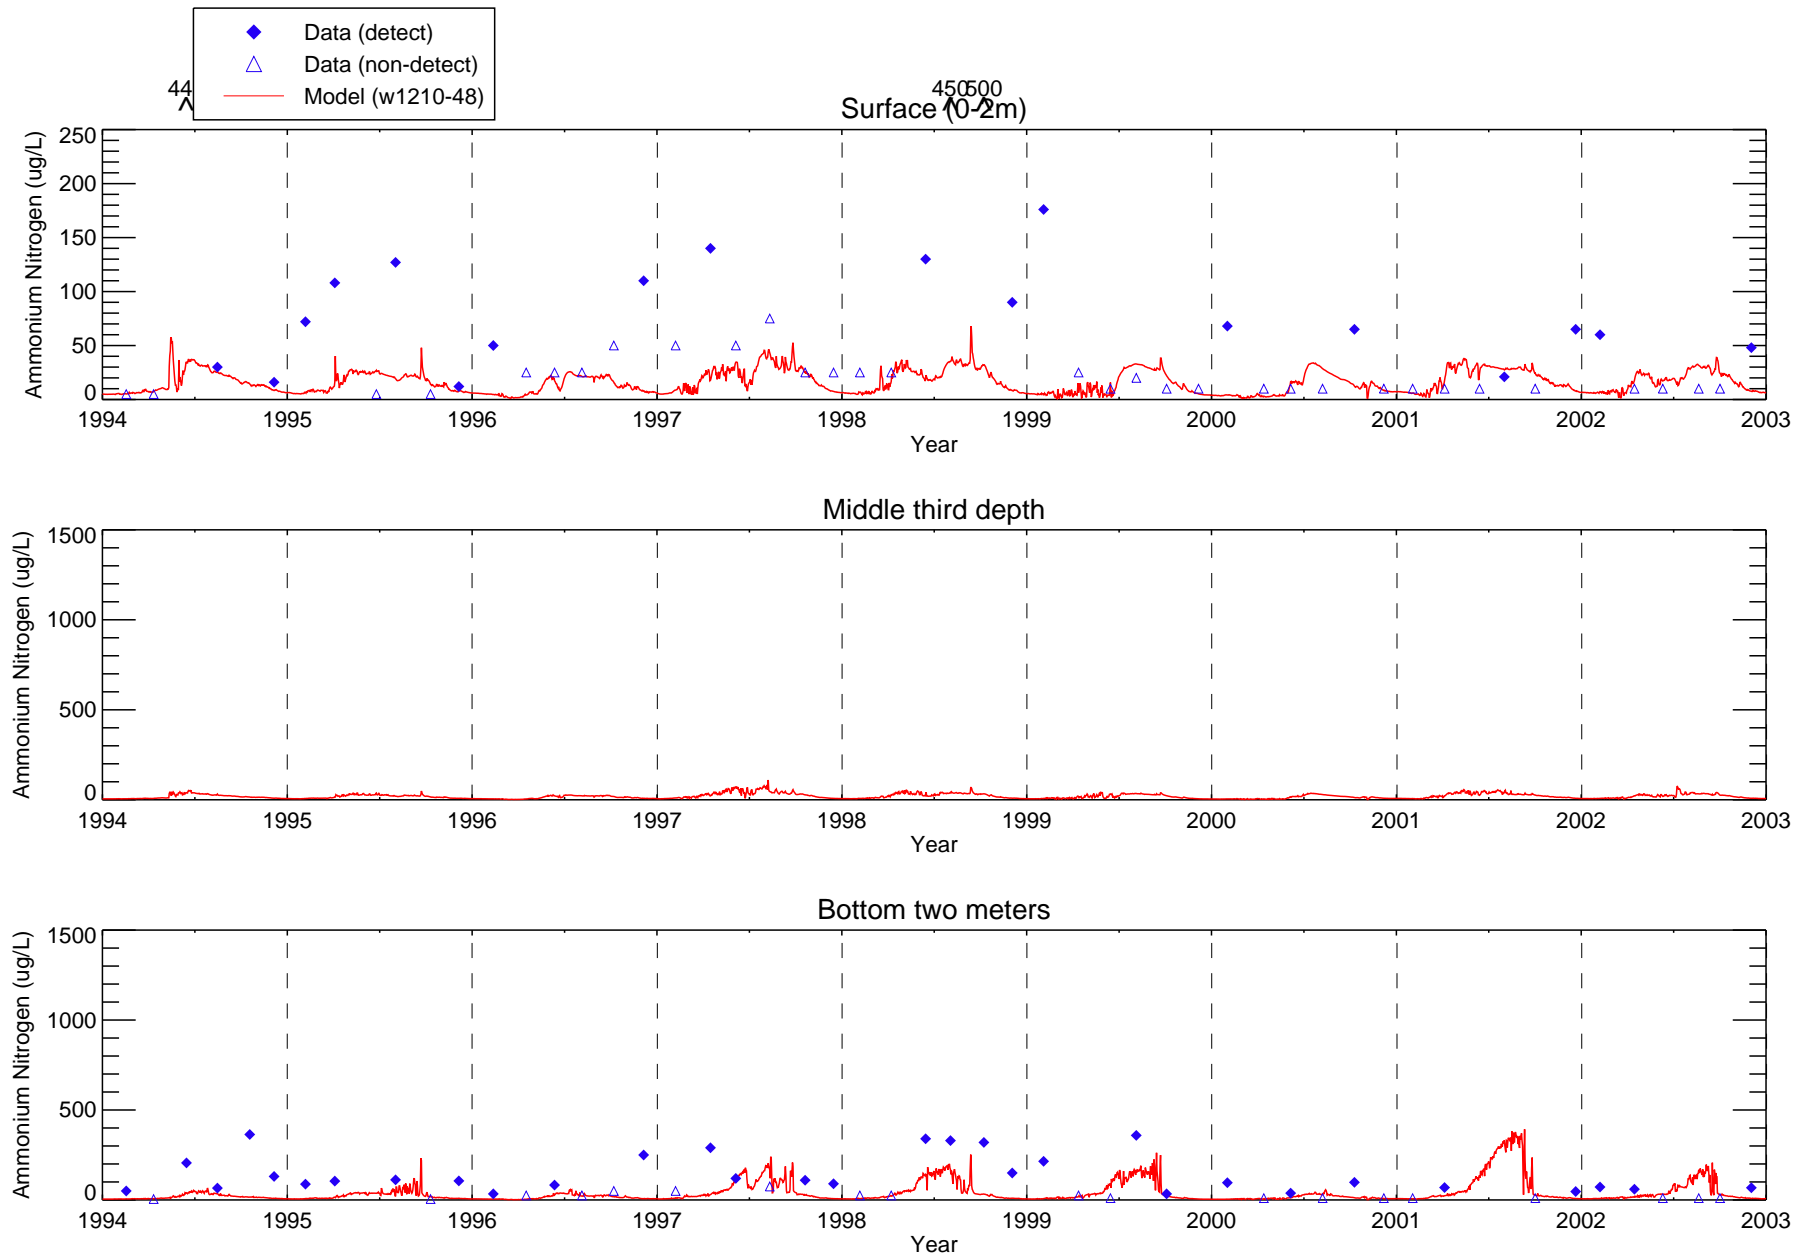 Data (detect)
Data (non-detect)
Model (w1210-48)
44
450
500
Surface (0-2m)
Ammonium Nitrogen (ug/L)
250
200
150
100
50
0
1994 1995 1996 1997 1998 1999 2000 2001 2002 2003
Year
Middle third depth
Ammonium Nitrogen (ug/L)
1500
1000
500
0
1994 1995 1996 1997 1998 1999 2000 2001 2002 2003
Year
Bottom two meters
Ammonium Nitrogen (ug/L)
1500
1000
500
0
1994 1995 1996 1997 1998 1999 2000 2001 2002 2003
Year